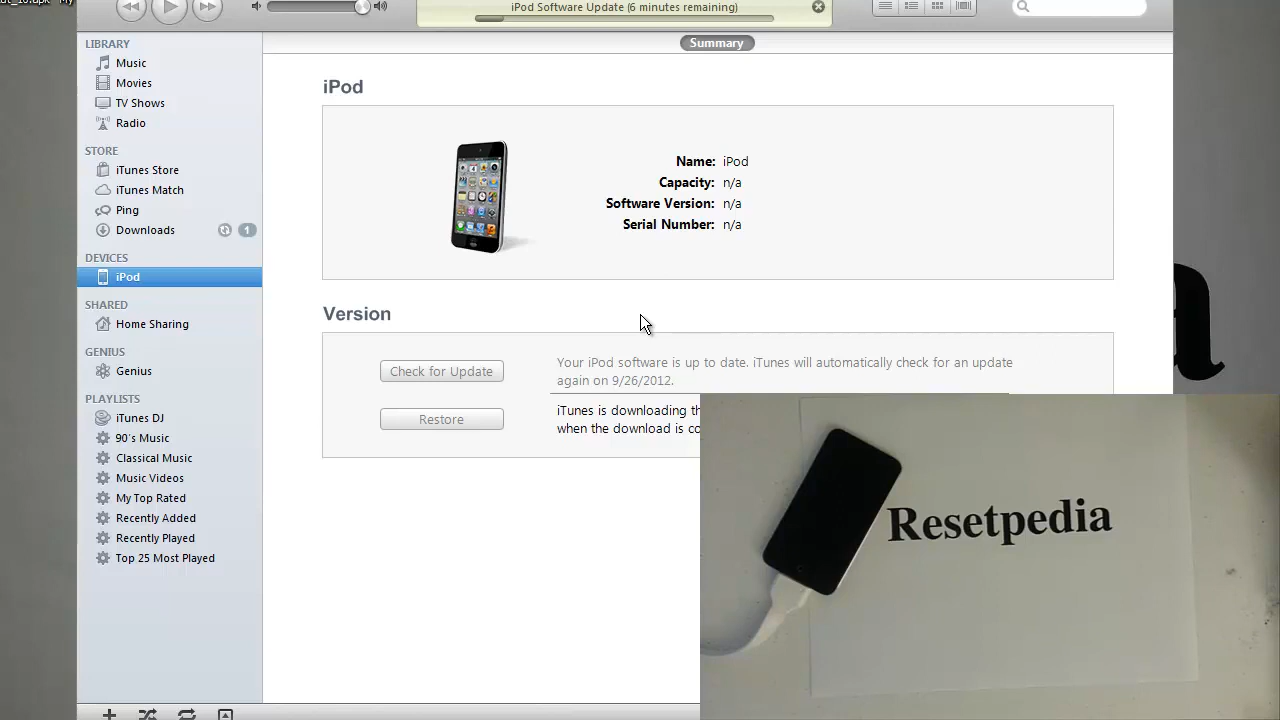 iPod Software Update (6 minutes remaining)
Summary
LIBRARY
Music
Movies
TV Shows
Radio
STORE
iTunes Store
iTunes Match
Ping
Downloads 1
DEVICES
iPod
SHARED
Home Sharing
GENIUS
Genius
PLAYLISTS
iTunes DJ
90's Music
Classical Music
Music Videos
My Top Rated
Recently Added
Recently Played
Top 25 Most Played
iPod
Name: iPod
Capacity: n/a
Software Version: n/a
Serial Number: n/a
Version
Check for Update
Your iPod software is up to date. iTunes will automatically check for an update
again on 9/26/2012.
Restore
iTunes is downloading
when the download is
Resetpedia